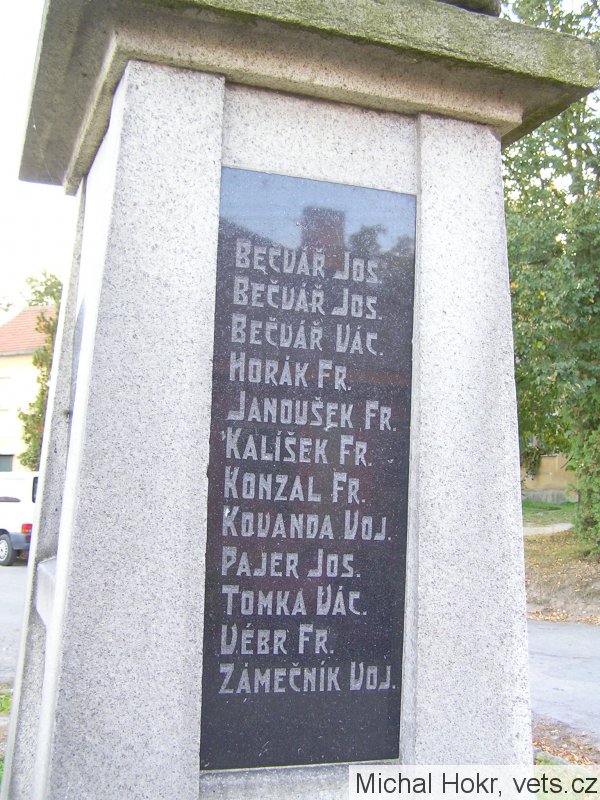 Bečvář Jos.
Bečvář Jos.
Bečvář Vác.
Horák Fr.
Janoušek Fr.
Kalíšek Fr.
Konzal Fr.
Kovanda Voj.
Pajer Jos.
Tomka Vác.
Vébr Fr.
Zámečník Voj.
Michal Hokr, vets.cz